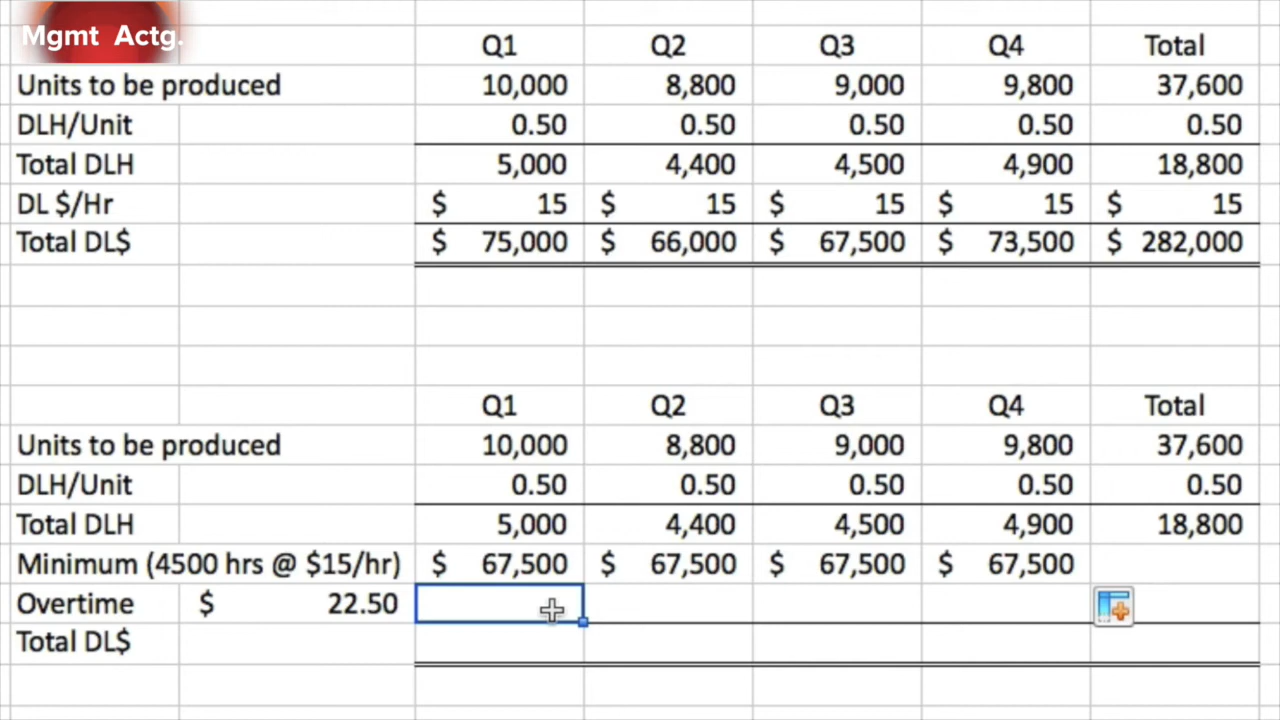 Mgmt Actg.
Q1 Q2 Q3 Q4 Total
Units to be produced 10,000 8,800 9,000 9,800 37,600
DLH/Unit 0.50 0.50 0.50 0.50 0.50
Total DLH 5,000 4,400 4,500 4,900 18,800
DL $/Hr $ 15 $ 15 $ 15 $ 15 $ 15
Total DL$ $ 75,000 $ 66,000 $ 67,500 $ 73,500 $ 282,000
Q1 Q2 Q3 Q4 Total
Units to be produced 10,000 8,800 9,000 9,800 37,600
DLH/Unit 0.50 0.50 0.50 0.50 0.50
Total DLH 5,000 4,400 4,500 4,900 18,800
Minimum (4500 hrs @ $15/hr) $ 67,500 $ 67,500 $ 67,500 $ 67,500
Overtime $ 22.50
Total DL$